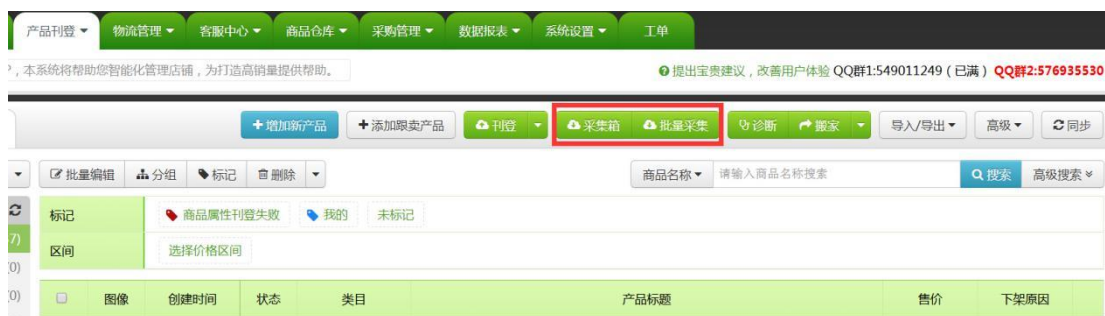 产品刊登 物流管理 客服中心 商品仓库 采购管理 数据报表 系统设置 工单
，本系统将帮助您智能化管理店铺，为打造高销量提供帮助。 提出宝贵建议，改善用户体验 QQ群1:549011249（已满） QQ群2:576935530
增加新产品 添加跟卖产品 刊登 采集箱 批量采集 诊断 搬家 导入/导出 高级 同步
批量编辑 分组 标记 删除 商品名称 请输入商品名称搜索 搜索 高级搜索
标记 商品属性刊登失败 我的 未标记
7)
区间 选择价格区间
(0)
(0) 图像 创建时间 状态 类目 产品标题 售价 下架原因